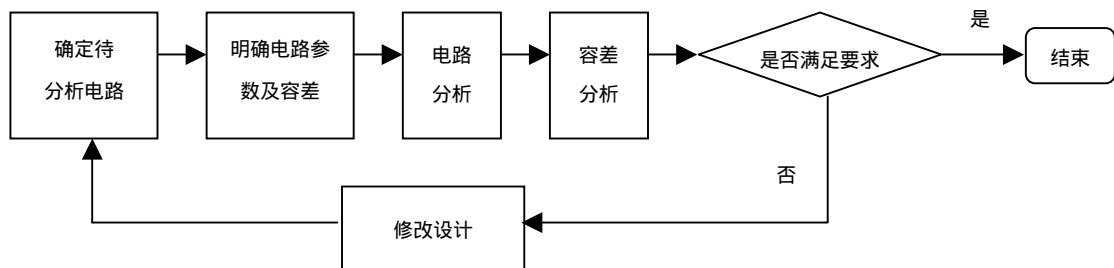 确定待
分析电路
明确电路参
数及容差
电路
分析
容差
分析
是否满足要求
是
结束
否
修改设计